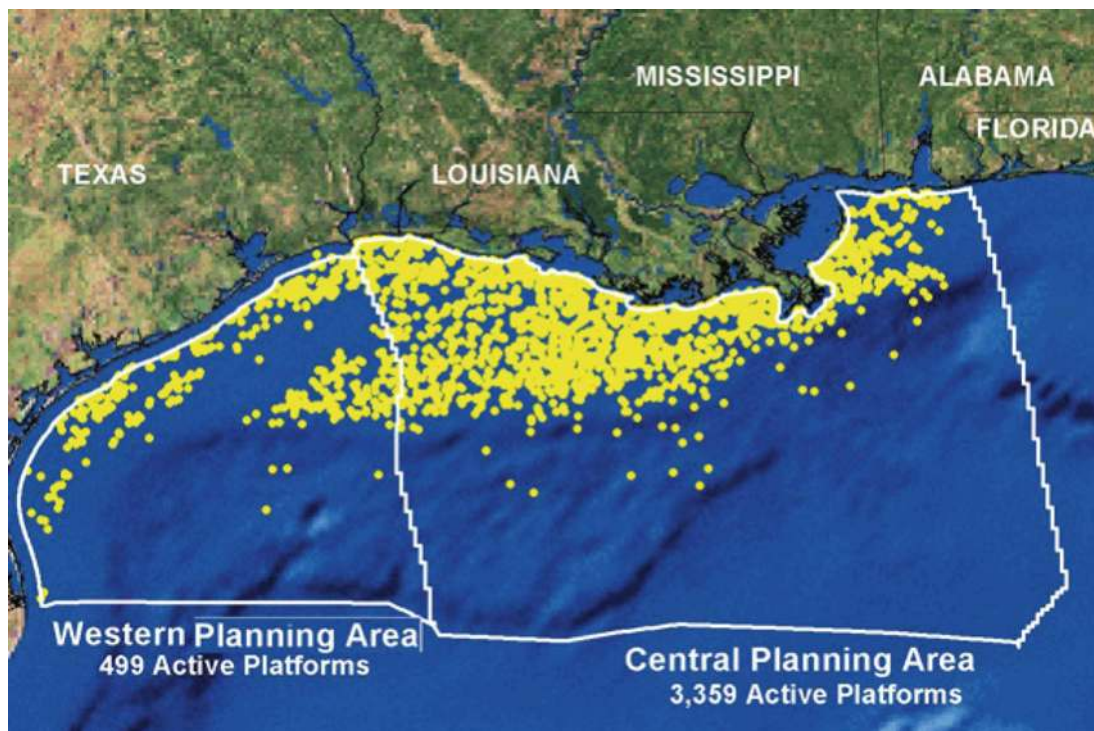 MISSISSIPPI
ALABAMA
FLORIDA
TEXAS
LOUISIANA
Western Planning Area
499 Active Platforms
Central Planning Area
3,359 Active Platforms